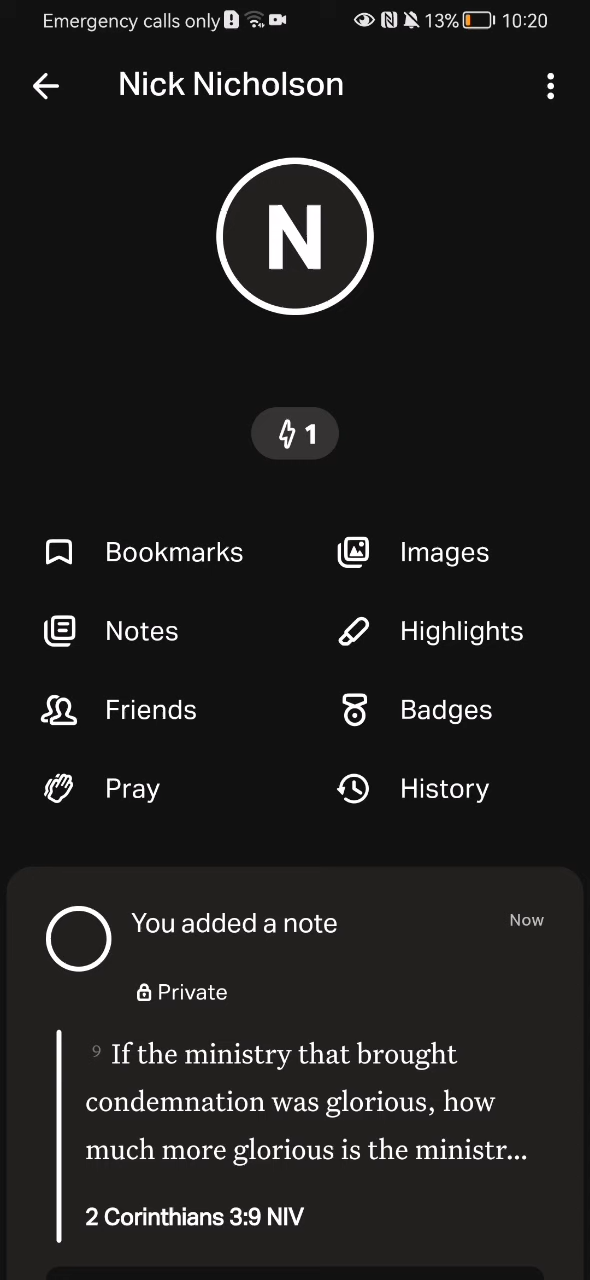 Emergency calls only 13% 10:20
Nick Nicholson
N
1
Bookmarks Images
Notes Highlights
Friends Badges
Pray History
You added a note Now
Private
9 If the ministry that brought
condemnation was glorious, how
much more glorious is the ministr...
2 Corinthians 3:9 NIV